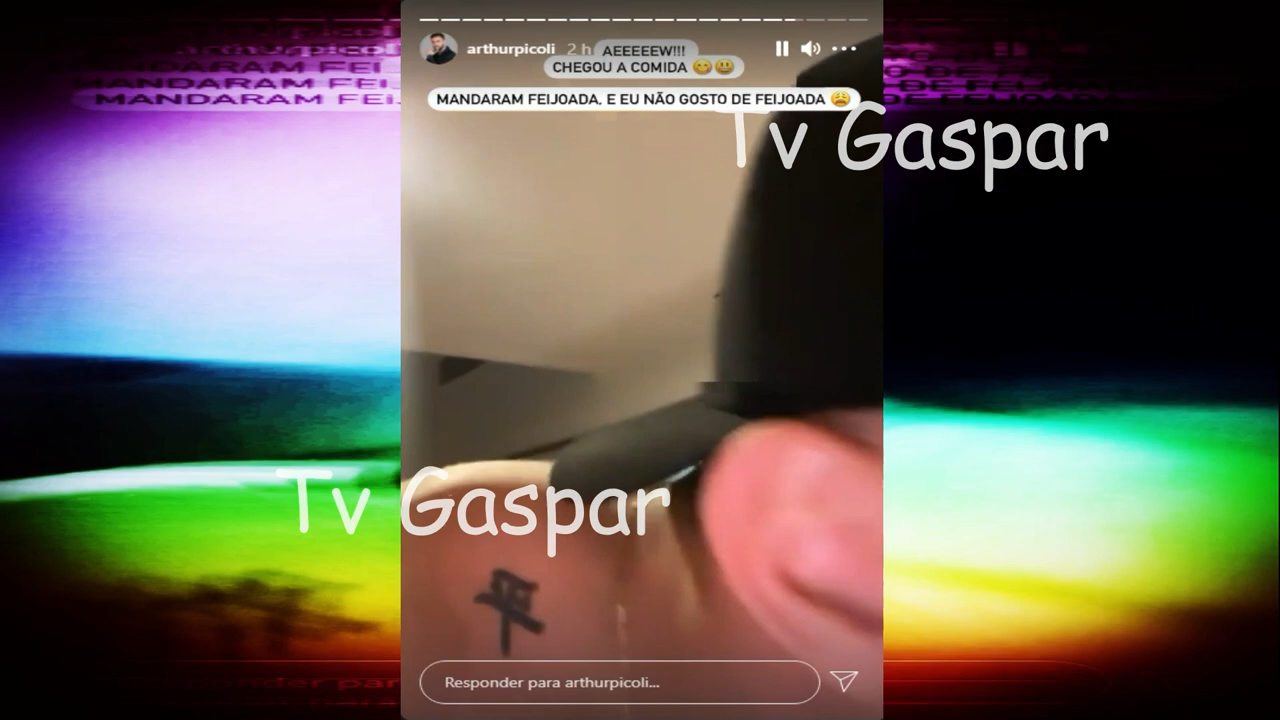 arthurpicoli 2 h
AEEEEEW!!!
CHEGOU A COMIDA 😋😃
MANDARAM FEIJOADA. E EU NÃO GOSTO DE FEIJOADA 😩
Tv Gaspar
Tv Gaspar
Responder para arthurpicoli...